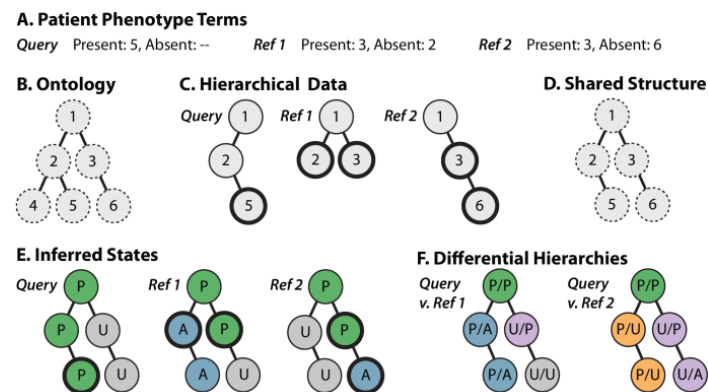 A. Patient Phenotype Terms
Query Present: 5, Absent: -- Ref 1 Present: 3, Absent: 2 Ref 2 Present: 3, Absent: 6
B. Ontology
1
2 3
4 5 6
C. Hierarchical Data
Query 1 Ref 1 1 Ref 2 1
2 2 3 3
5 6
D. Shared Structure
1
2 3
5 6
E. Inferred States
Query P Ref 1 P Ref 2 P
P U A P U P
P U A U U A
F. Differential Hierarchies
Query P/P Query P/P
v. Ref 1 v. Ref 2
P/A U/P P/U U/P
P/A U/U P/U U/A